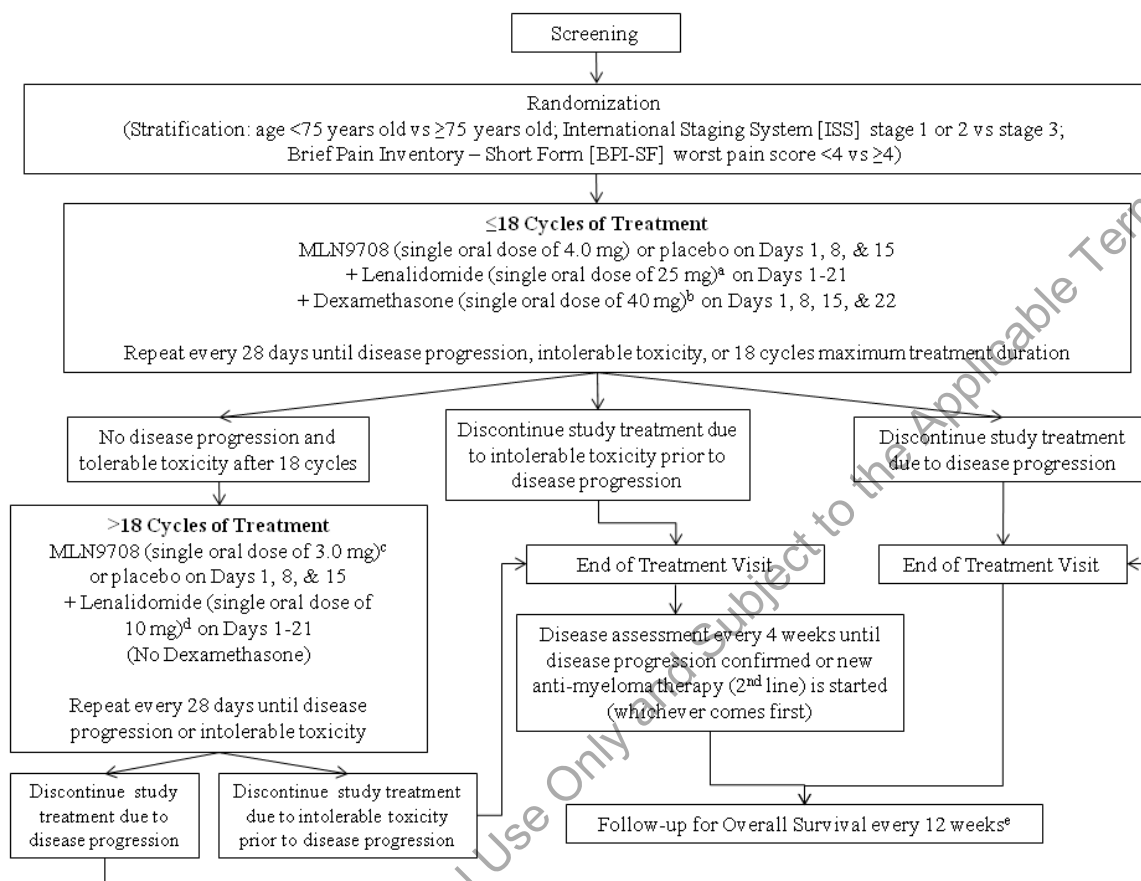 Screening
Randomization
(Stratification: age <75 years old vs ≥75 years old; International Staging System [ISS] stage 1 or 2 vs stage 3;
Brief Pain Inventory – Short Form [BPI-SF] worst pain score <4 vs ≥4)
≤18 Cycles of Treatment
MLN9708 (single oral dose of 4.0 mg) or placebo on Days 1, 8, & 15
+ Lenalidomide (single oral dose of 25 mg)ᵃ on Days 1-21
+ Dexamethasone (single oral dose of 40 mg)ᵇ on Days 1, 8, 15, & 22
Repeat every 28 days until disease progression, intolerable toxicity, or 18 cycles maximum treatment duration
No disease progression and
tolerable toxicity after 18 cycles
Discontinue study treatment due
to intolerable toxicity prior to
disease progression
Discontinue study treatment
due to disease progression
>18 Cycles of Treatment
MLN9708 (single oral dose of 3.0 mg)ᶜ
or placebo on Days 1, 8, & 15
+ Lenalidomide (single oral dose of
10 mg)ᵈ on Days 1-21
(No Dexamethasone)
Repeat every 28 days until disease
progression or intolerable toxicity
End of Treatment Visit
End of Treatment Visit
Disease assessment every 4 weeks until
disease progression confirmed or new
anti-myeloma therapy (2ⁿᵈ line) is started
(whichever comes first)
Discontinue study
treatment due to
disease progression
Discontinue study treatment
due to intolerable toxicity
prior to disease progression
Follow-up for Overall Survival every 12 weeksᵉ
Use Only and Subject to the Applicable